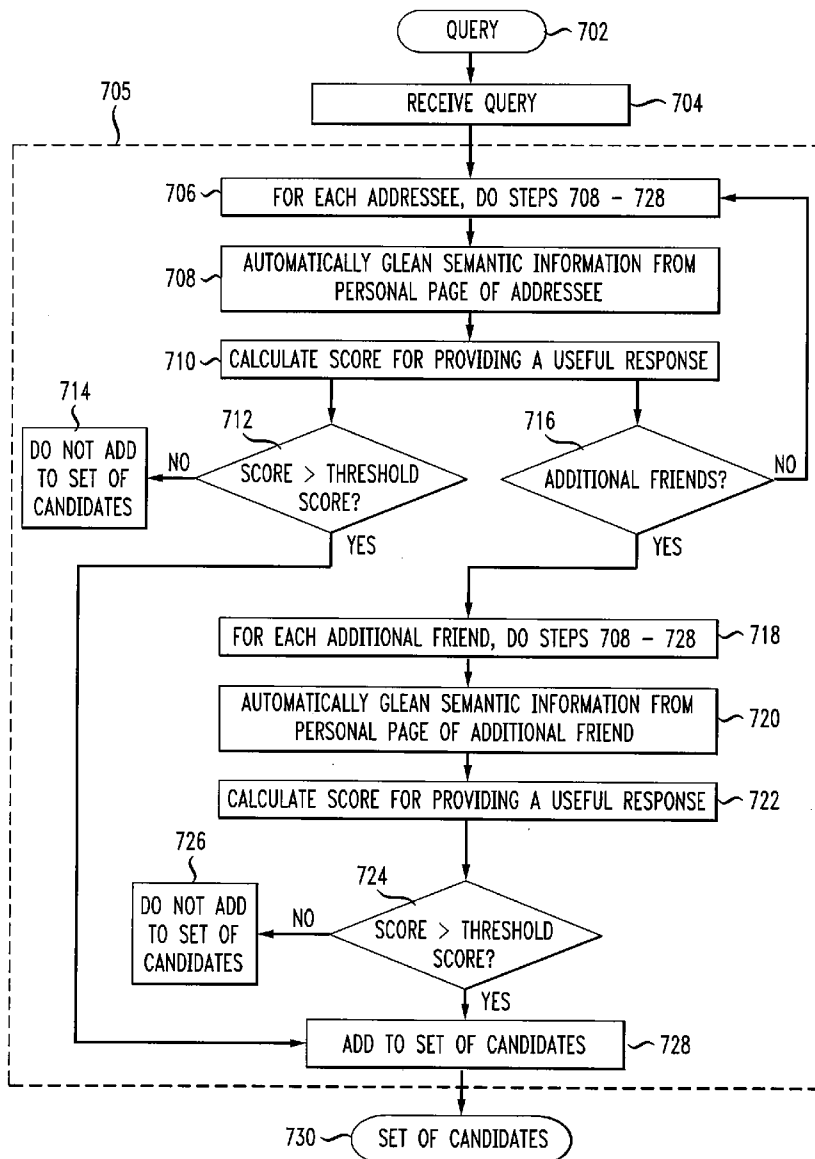 QUERY
702
RECEIVE QUERY
704
705
706
FOR EACH ADDRESSEE, DO STEPS 708 – 728
708
AUTOMATICALLY GLEAN SEMANTIC INFORMATION FROM
PERSONAL PAGE OF ADDRESSEE
710
CALCULATE SCORE FOR PROVIDING A USEFUL RESPONSE
714
DO NOT ADD
TO SET OF
CANDIDATES
NO
712
SCORE > THRESHOLD
SCORE?
YES
716
ADDITIONAL FRIENDS?
NO
YES
FOR EACH ADDITIONAL FRIEND, DO STEPS 708 – 728
718
AUTOMATICALLY GLEAN SEMANTIC INFORMATION FROM
PERSONAL PAGE OF ADDITIONAL FRIEND
720
CALCULATE SCORE FOR PROVIDING A USEFUL RESPONSE
722
726
DO NOT ADD
TO SET OF
CANDIDATES
NO
724
SCORE > THRESHOLD
SCORE?
YES
ADD TO SET OF CANDIDATES
728
730
SET OF CANDIDATES